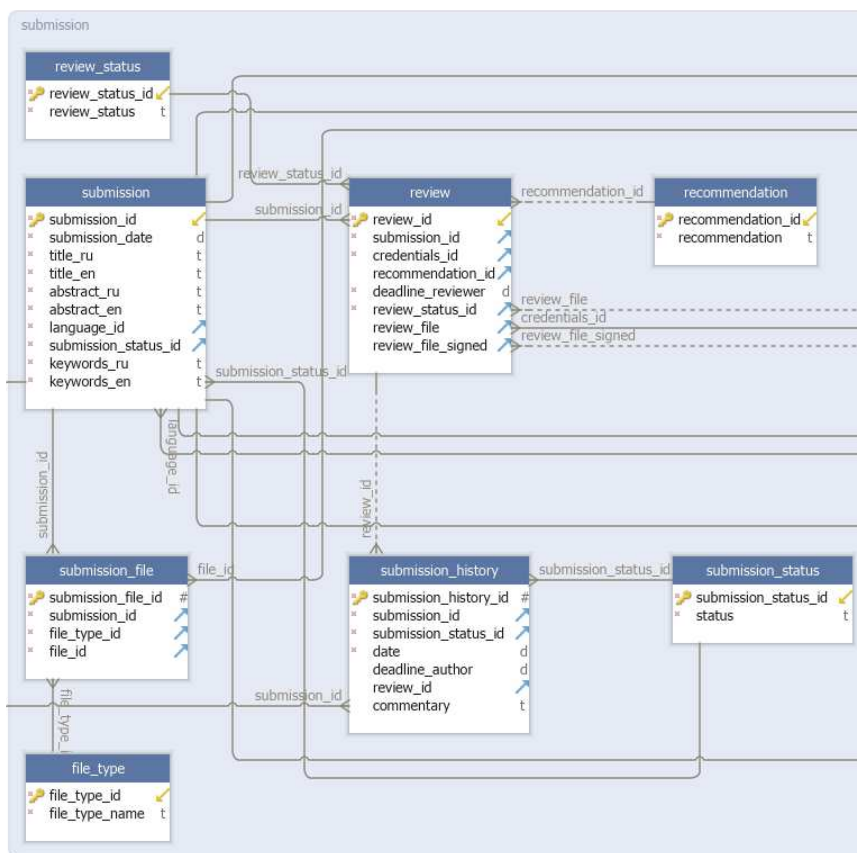 submission
review_status
review_status_id
review_status t
submission
submission_id
submission_date d
title_ru t
title_en t
abstract_ru t
abstract_en t
language_id
submission_status_id
keywords_ru t
keywords_en t
review_status_id
submission_id
review
review_id
submission_id
credentials_id
recommendation_id
deadline_reviewer d
review_status_id
review_file
review_file_signed
recommendation_id
recommendation
recommendation_id
recommendation t
review_file
credentials_id
review_file_signed
submission_status_id
submission_id
language_id
review_id
submission_file
submission_file_id #
submission_id
file_type_id
file_id
file_id
submission_history
submission_history_id #
submission_id
submission_status_id
date d
deadline_author d
review_id
commentary t
submission_status_id
submission_status
submission_status_id
status t
submission_id
file_type_i
file_type
file_type_id
file_type_name t